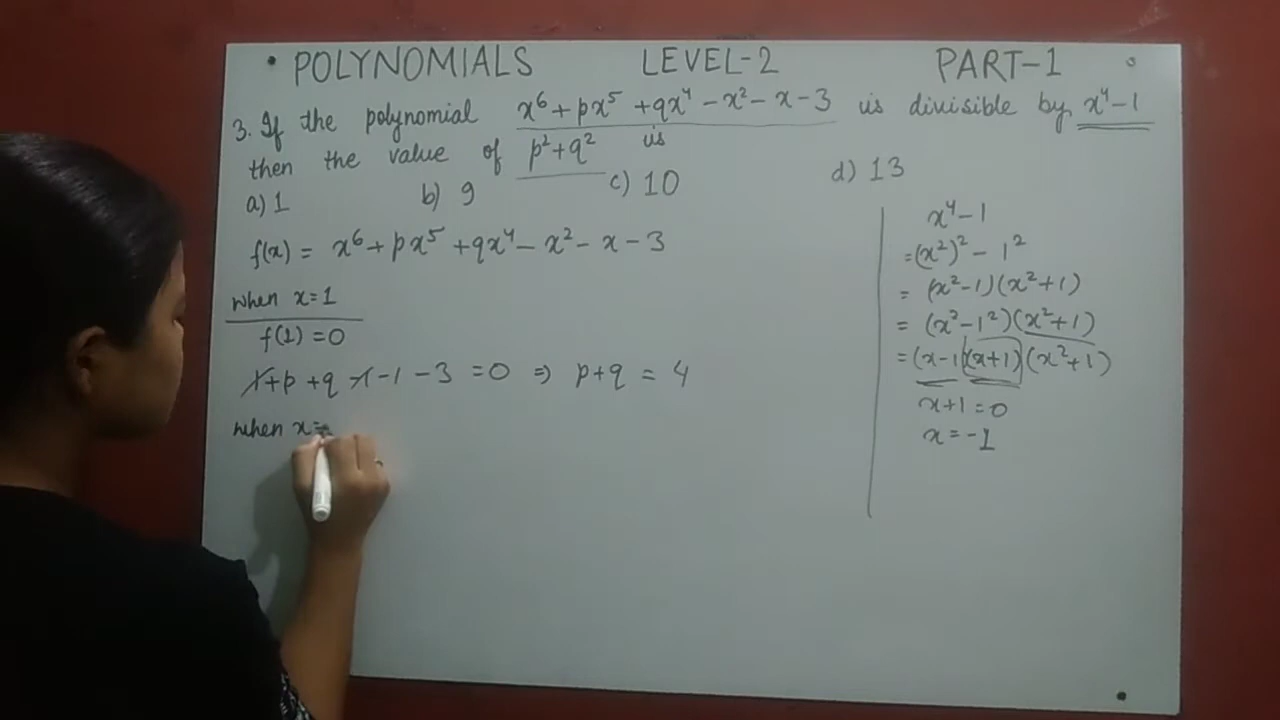 • POLYNOMIALS LEVEL-2 PART-1
3. If the polynomial x⁶ + px⁵ + qx⁴ - x² - x - 3 is divisible by x⁴ - 1
then the value of p² + q² is
a) 1 b) 9 c) 10 d) 13
f(x) = x⁶ + px⁵ + qx⁴ - x² - x - 3
when x=1
f(1) = 0
1 + p + q - 1 - 1 - 3 = 0 ⇒ p + q = 4
when x=
x⁴ - 1
= (x²)² - 1²
= (x² - 1)(x² + 1)
= (x² - 1²)(x² + 1)
= (x - 1)(x + 1)(x² + 1)
x + 1 = 0
x = -1